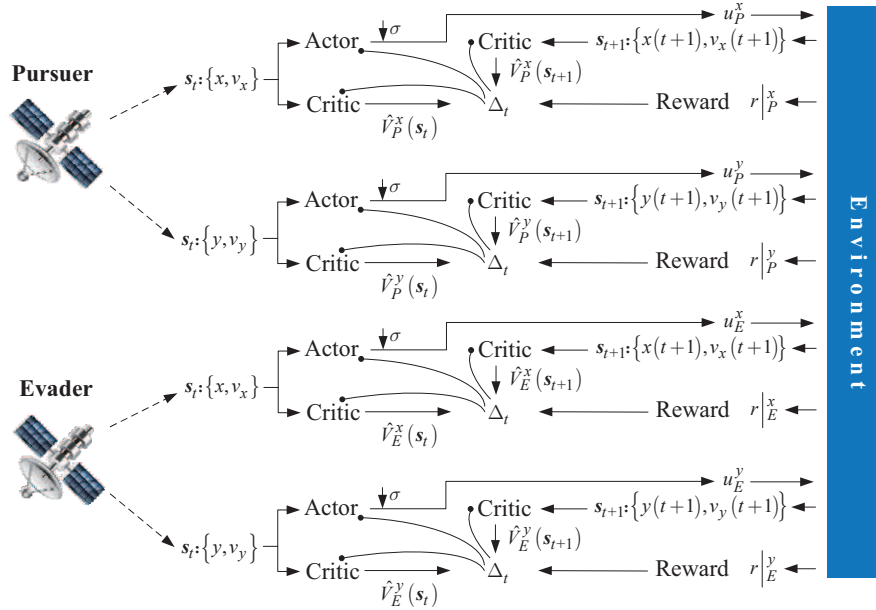 Pursuer
s_t:{x, v_x}
Actor
σ
u_P^x
Critic
s_{t+1}:{x(t+1), v_x(t+1)}
V̂_P^x(s_{t+1})
Critic
V̂_P^x(s_t)
Δ_t
Reward r|_P^x
s_t:{y, v_y}
Actor
σ
u_P^y
Critic
s_{t+1}:{y(t+1), v_y(t+1)}
V̂_P^y(s_{t+1})
Critic
V̂_P^y(s_t)
Δ_t
Reward r|_P^y
Evader
s_t:{x, v_x}
Actor
σ
u_E^x
Critic
s_{t+1}:{x(t+1), v_x(t+1)}
V̂_E^x(s_{t+1})
Critic
V̂_E^x(s_t)
Δ_t
Reward r|_E^x
s_t:{y, v_y}
Actor
σ
u_E^y
Critic
s_{t+1}:{y(t+1), v_y(t+1)}
V̂_E^y(s_{t+1})
Critic
V̂_E^y(s_t)
Δ_t
Reward r|_E^y
Environment